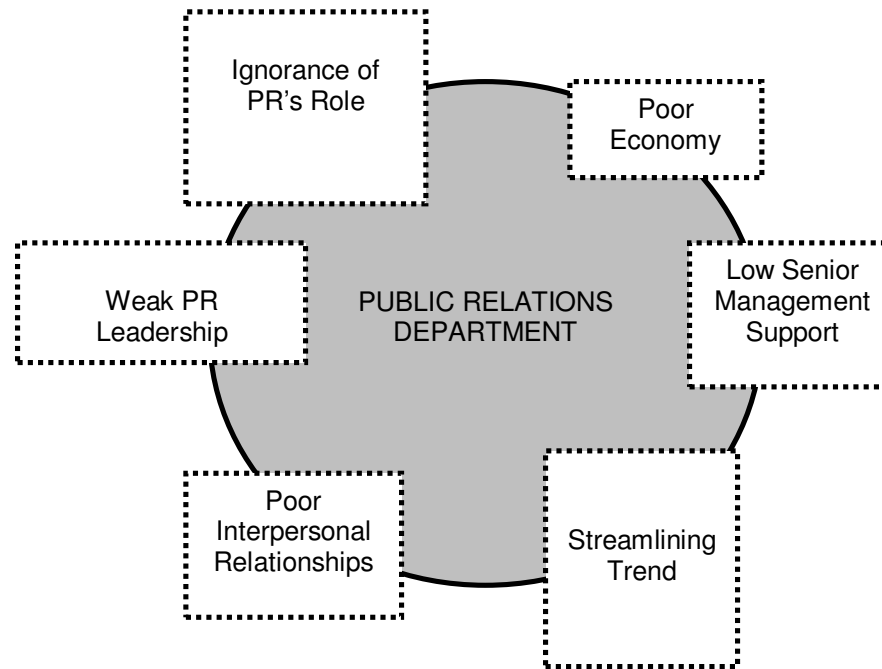 Ignorance of
PR’s Role
Poor
Economy
Weak PR
Leadership
PUBLIC RELATIONS
DEPARTMENT
Low Senior
Management
Support
Poor
Interpersonal
Relationships
Streamlining
Trend